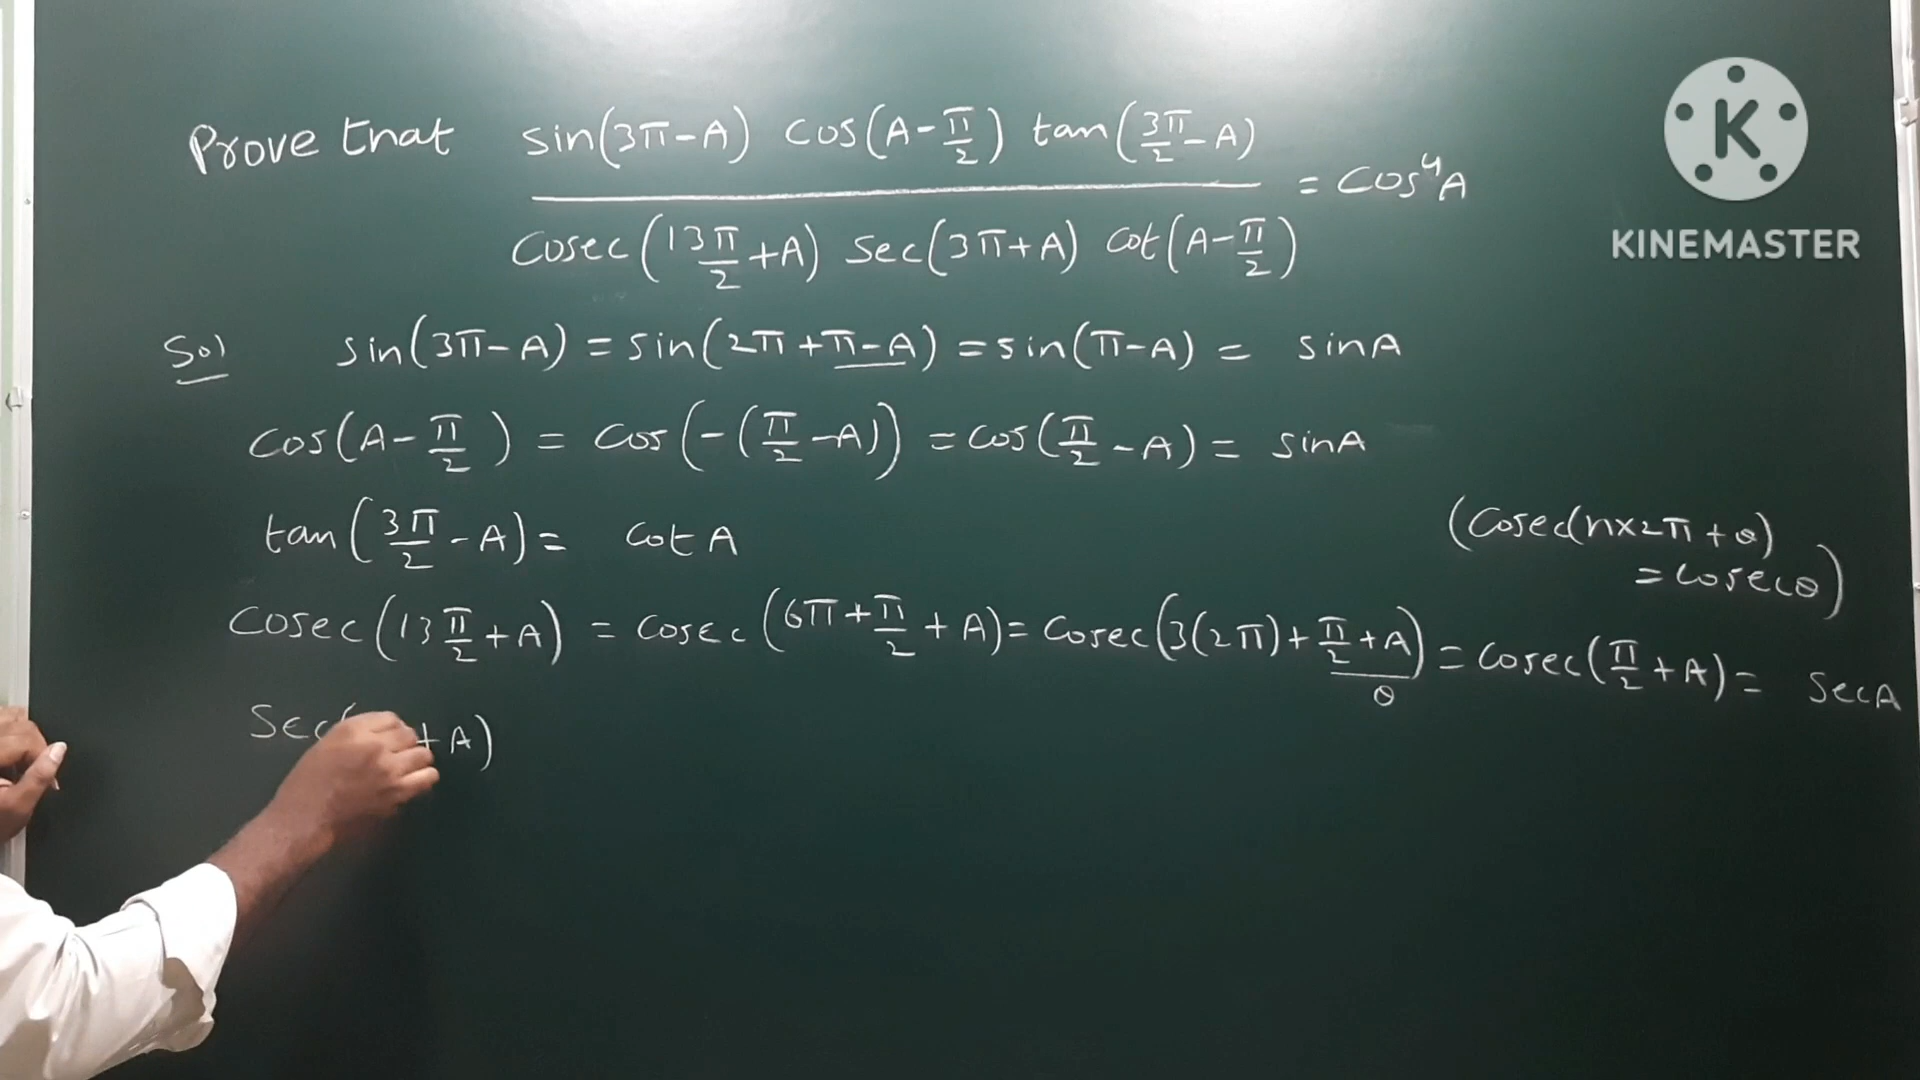 Prove that sin(3π-A) cos(A-π/2) tan(3π/2-A)
= cos⁴A
cosec(13π/2+A) sec(3π+A) cot(A-π/2)
K
KINEMASTER
Sol sin(3π-A) = sin(2π+π-A) = sin(π-A) = sinA
cos(A-π/2) = cos(-(π/2-A)) = cos(π/2-A) = sinA
tan(3π/2-A) = cot A
(cosec(n×2π+θ)
= cosecθ)
cosec(13π/2+A) = cosec(6π+π/2+A) = cosec(3(2π)+π/2+A) = cosec(π/2+A) = secA
θ
sec( +A)